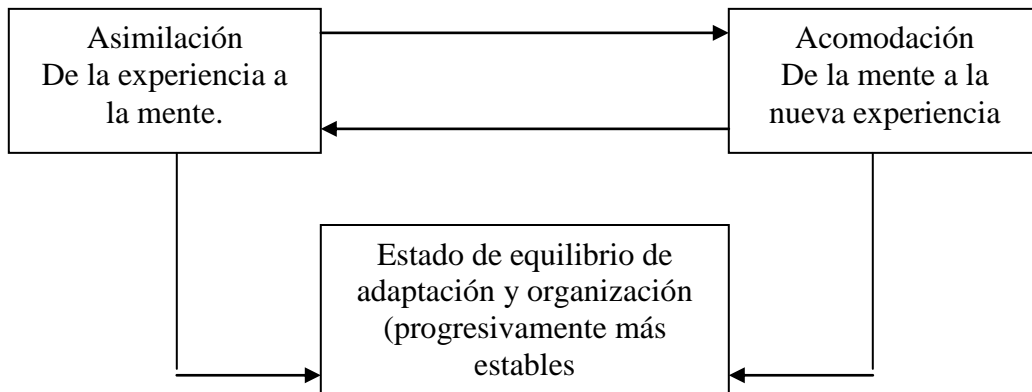 Asimilación
De la experiencia a
la mente.
Acomodación
De la mente a la
nueva experiencia
Estado de equilibrio de
adaptación y organización
(progresivamente más
estables